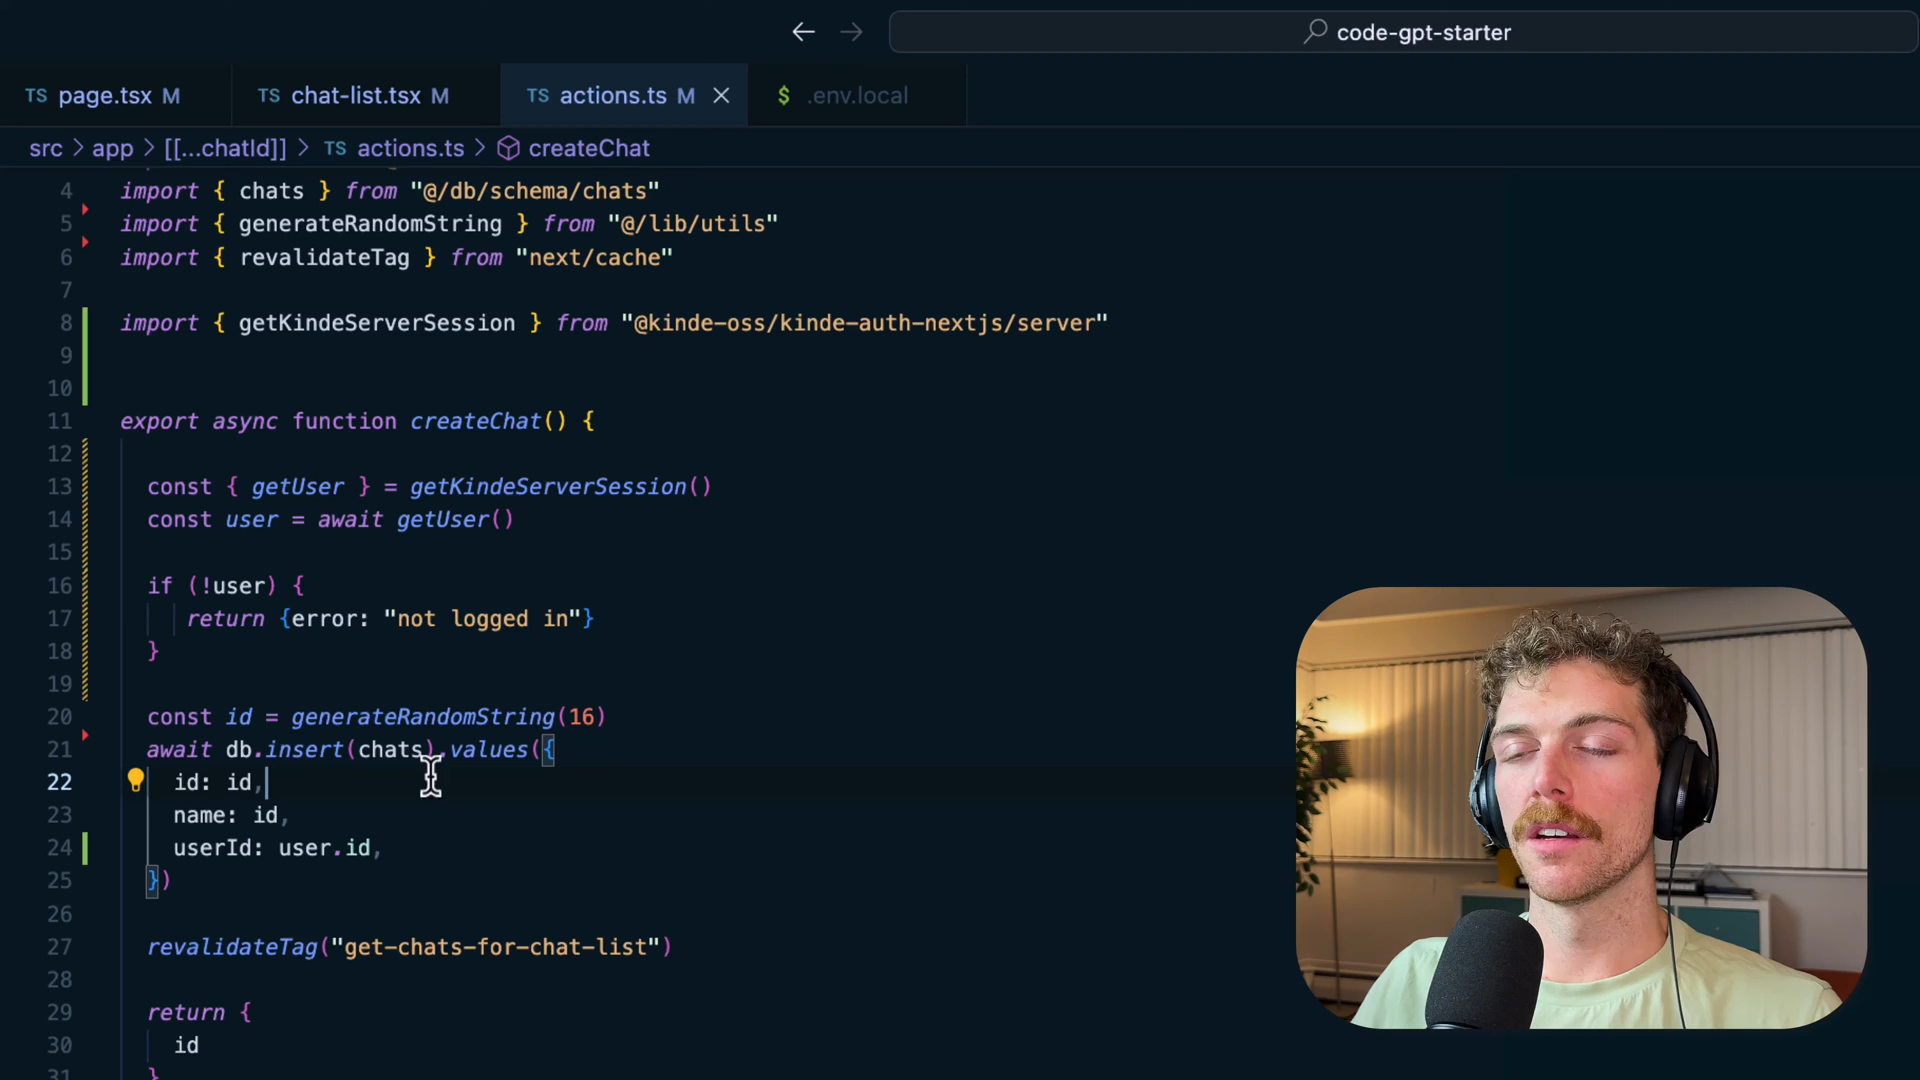 code-gpt-starter
TS page.tsx M
TS chat-list.tsx M
TS actions.ts M
$ .env.local
src > app > [[...chatId]] > TS actions.ts > createChat
4 import { chats } from "@/db/schema/chats"
5 import { generateRandomString } from "@/lib/utils"
6 import { revalidateTag } from "next/cache"
7
8 import { getKindeServerSession } from "@kinde-oss/kinde-auth-nextjs/server"
9
10
11 export async function createChat() {
12
13 const { getUser } = getKindeServerSession()
14 const user = await getUser()
15
16 if (!user) {
17 return {error: "not logged in"}
18 }
19
20 const id = generateRandomString(16)
21 await db.insert(chats).values({
22 id: id,
23 name: id,
24 userId: user.id,
25 })
26
27 revalidateTag("get-chats-for-chat-list")
28
29 return {
30 id
31 }